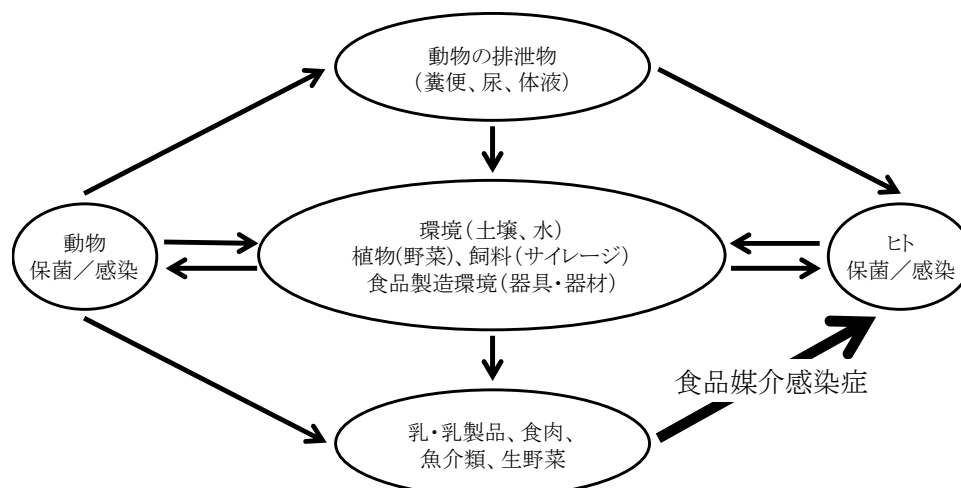 動物の排泄物
（糞便、尿、体液）
動物
保菌／感染
環境（土壌、水）
植物(野菜）、飼料（サイレージ）
食品製造環境（器具・器材）
ヒト
保菌／感染
食品媒介感染症
乳・乳製品、食肉、
魚介類、生野菜